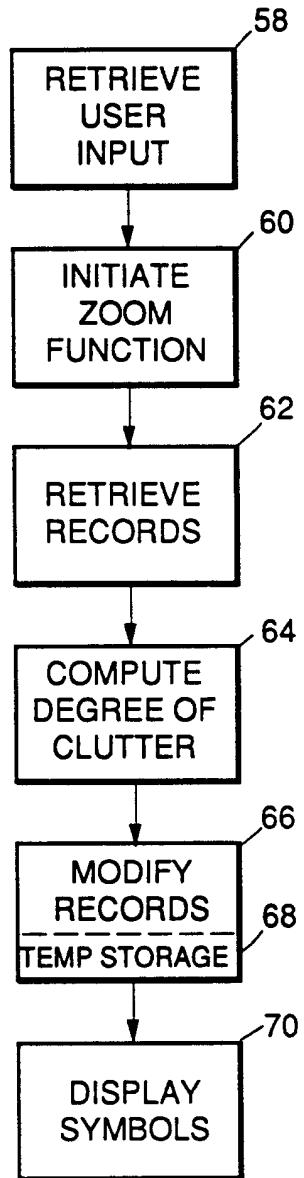 58
RETRIEVE
USER
INPUT
60
INITIATE
ZOOM
FUNCTION
62
RETRIEVE
RECORDS
64
COMPUTE
DEGREE OF
CLUTTER
66
MODIFY
RECORDS
68
TEMP STORAGE
70
DISPLAY
SYMBOLS